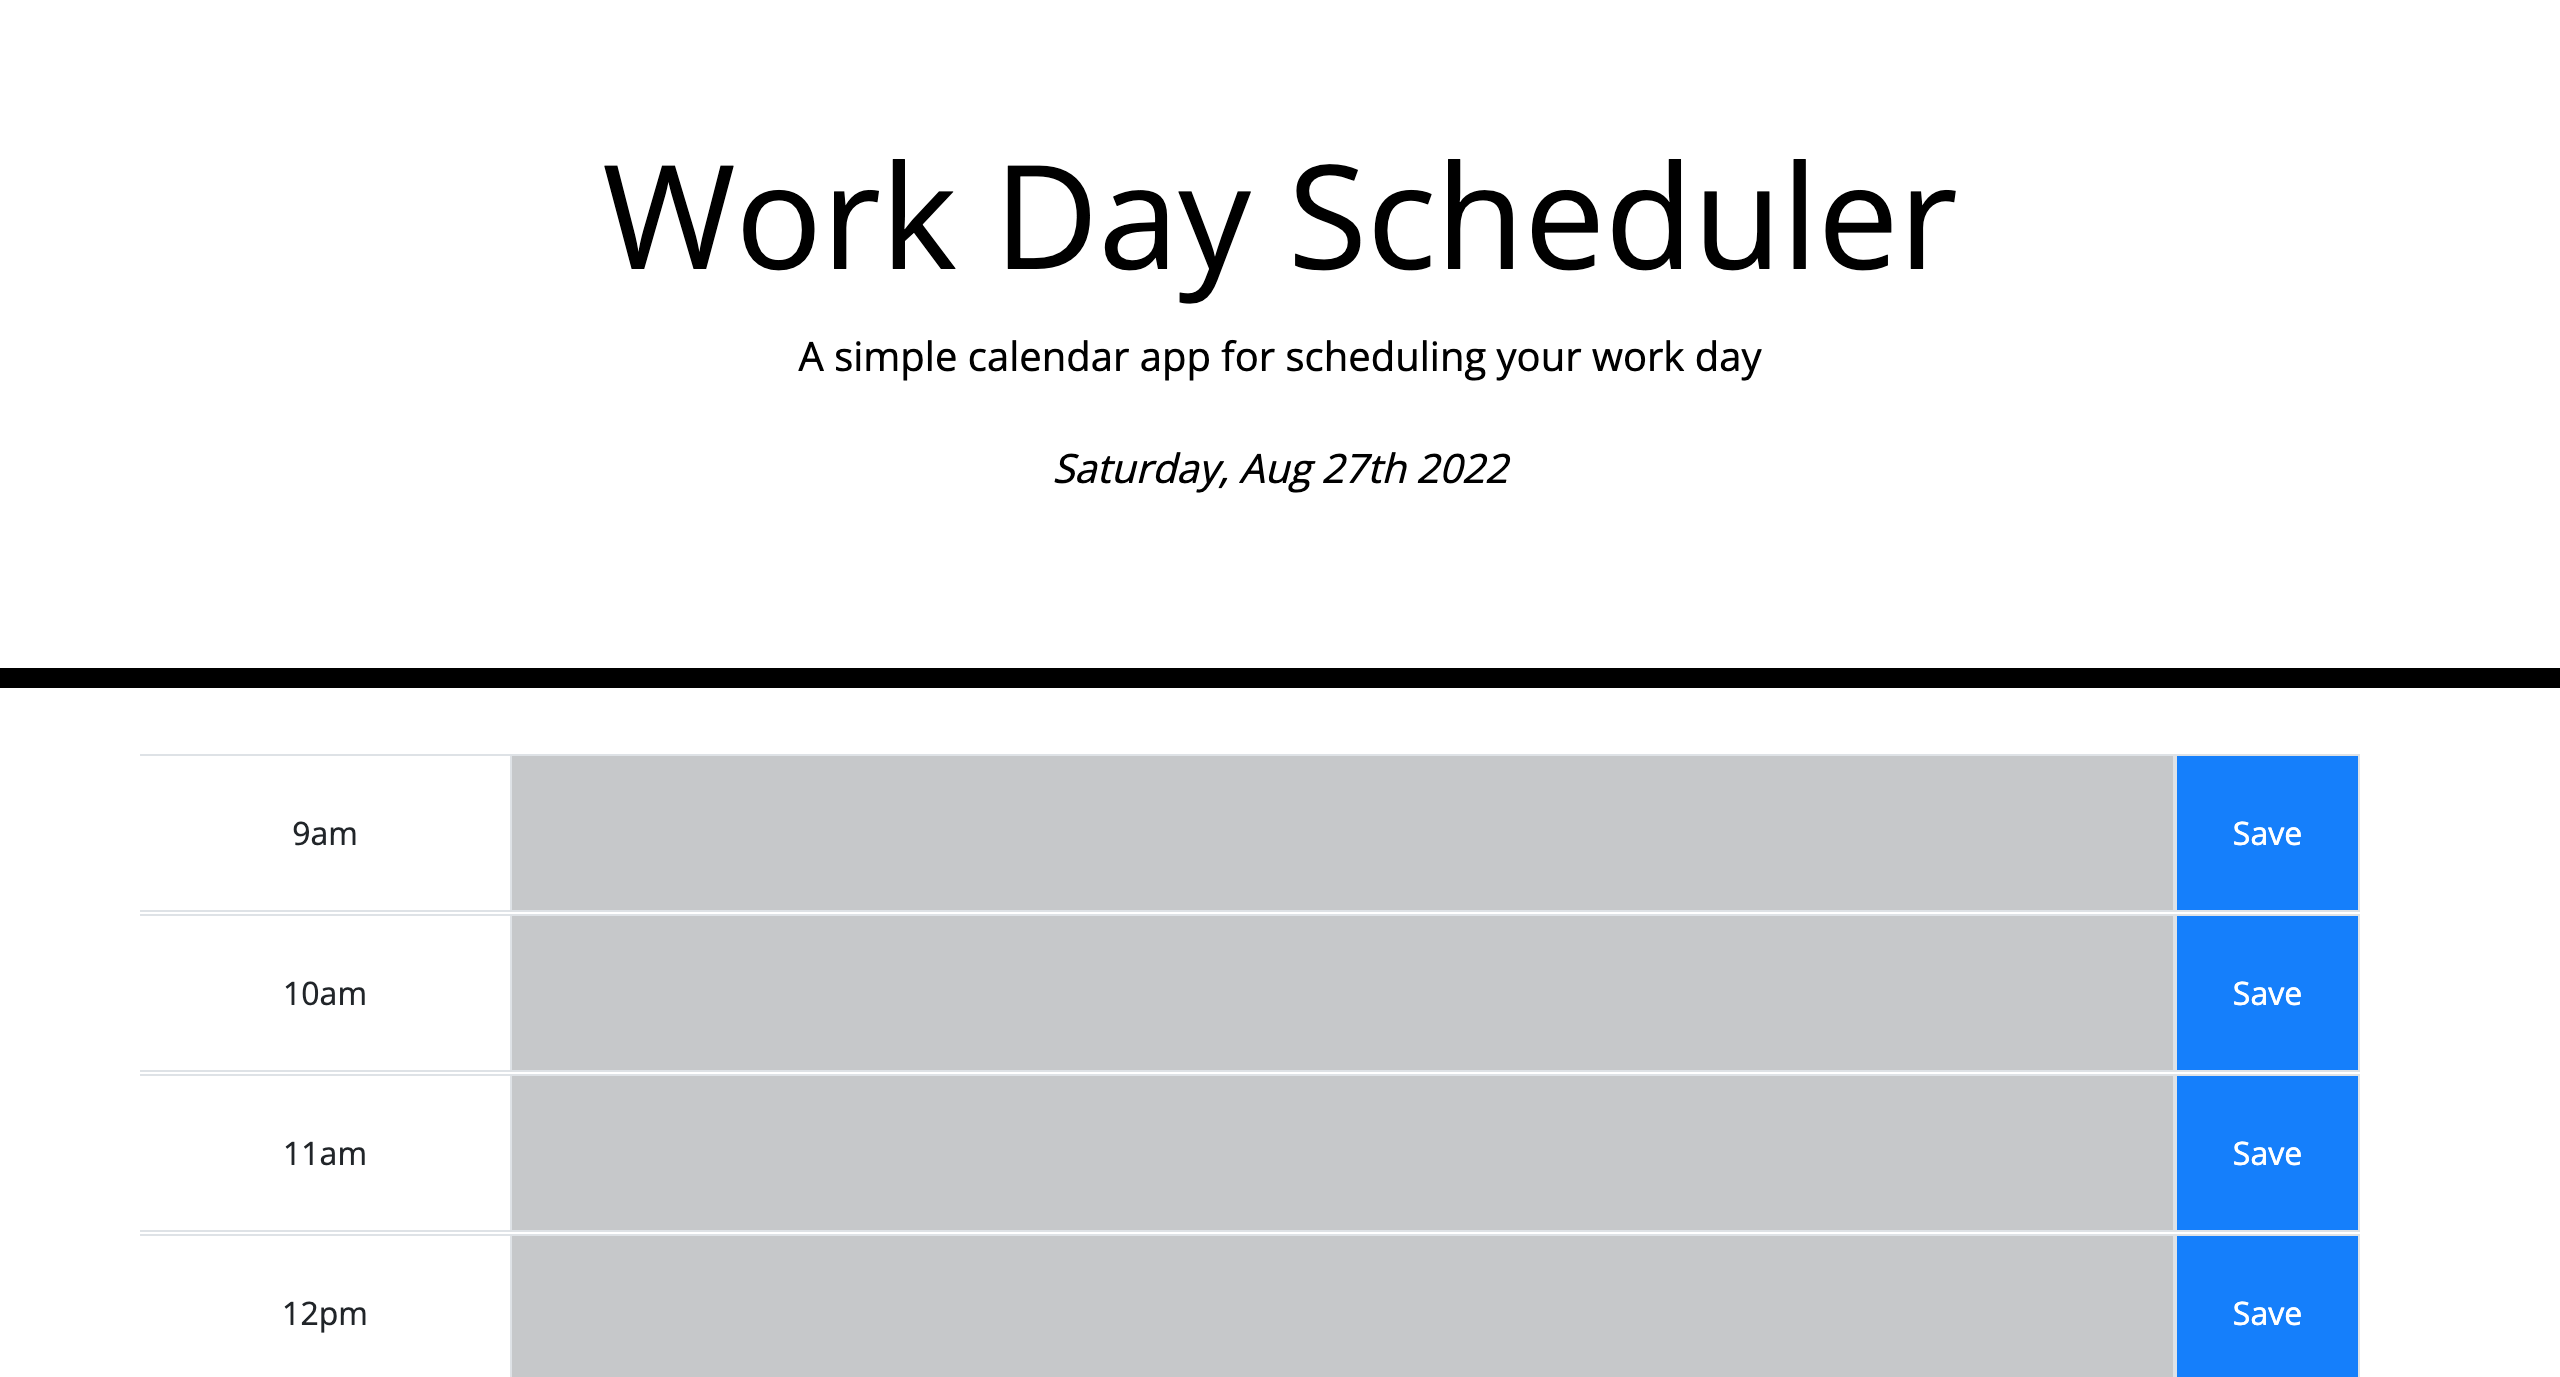 Work Day Scheduler
A simple calendar app for scheduling your work day
Saturday, Aug 27th 2022
9am Save
10am Save
11am Save
12pm Save